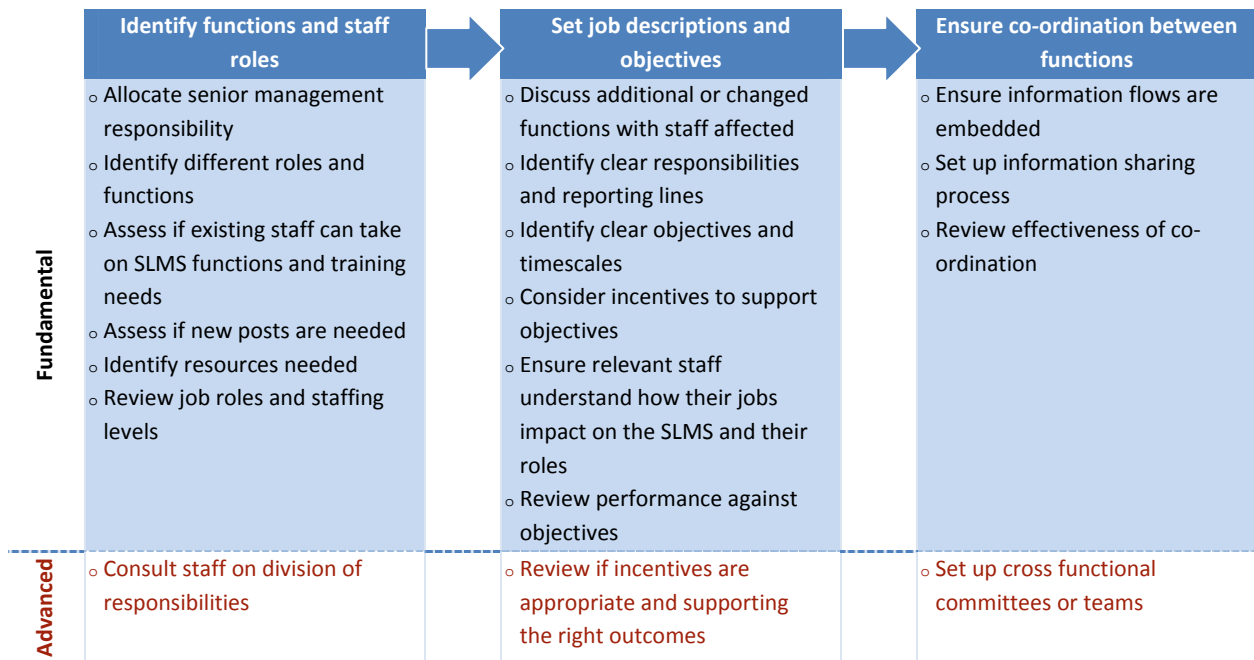 Identify functions and staff
roles
Set job descriptions and
objectives
Ensure co-ordination between
functions
Fundamental
o Allocate senior management
responsibility
o Identify different roles and
functions
o Assess if existing staff can take
on SLMS functions and training
needs
o Assess if new posts are needed
o Identify resources needed
o Review job roles and staffing
levels
o Discuss additional or changed
functions with staff affected
o Identify clear responsibilities
and reporting lines
o Identify clear objectives and
timescales
o Consider incentives to support
objectives
o Ensure relevant staff
understand how their jobs
impact on the SLMS and their
roles
o Review performance against
objectives
o Ensure information flows are
embedded
o Set up information sharing
process
o Review effectiveness of co-
ordination
Advanced
o Consult staff on division of
responsibilities
o Review if incentives are
appropriate and supporting
the right outcomes
o Set up cross functional
committees or teams